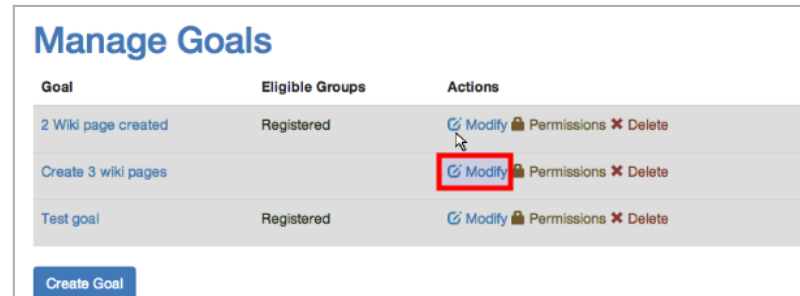 Manage Goals
Goal Eligible Groups Actions
2 Wiki page created Registered Modify Permissions Delete
Create 3 wiki pages Modify Permissions Delete
Test goal Registered Modify Permissions Delete
Create Goal